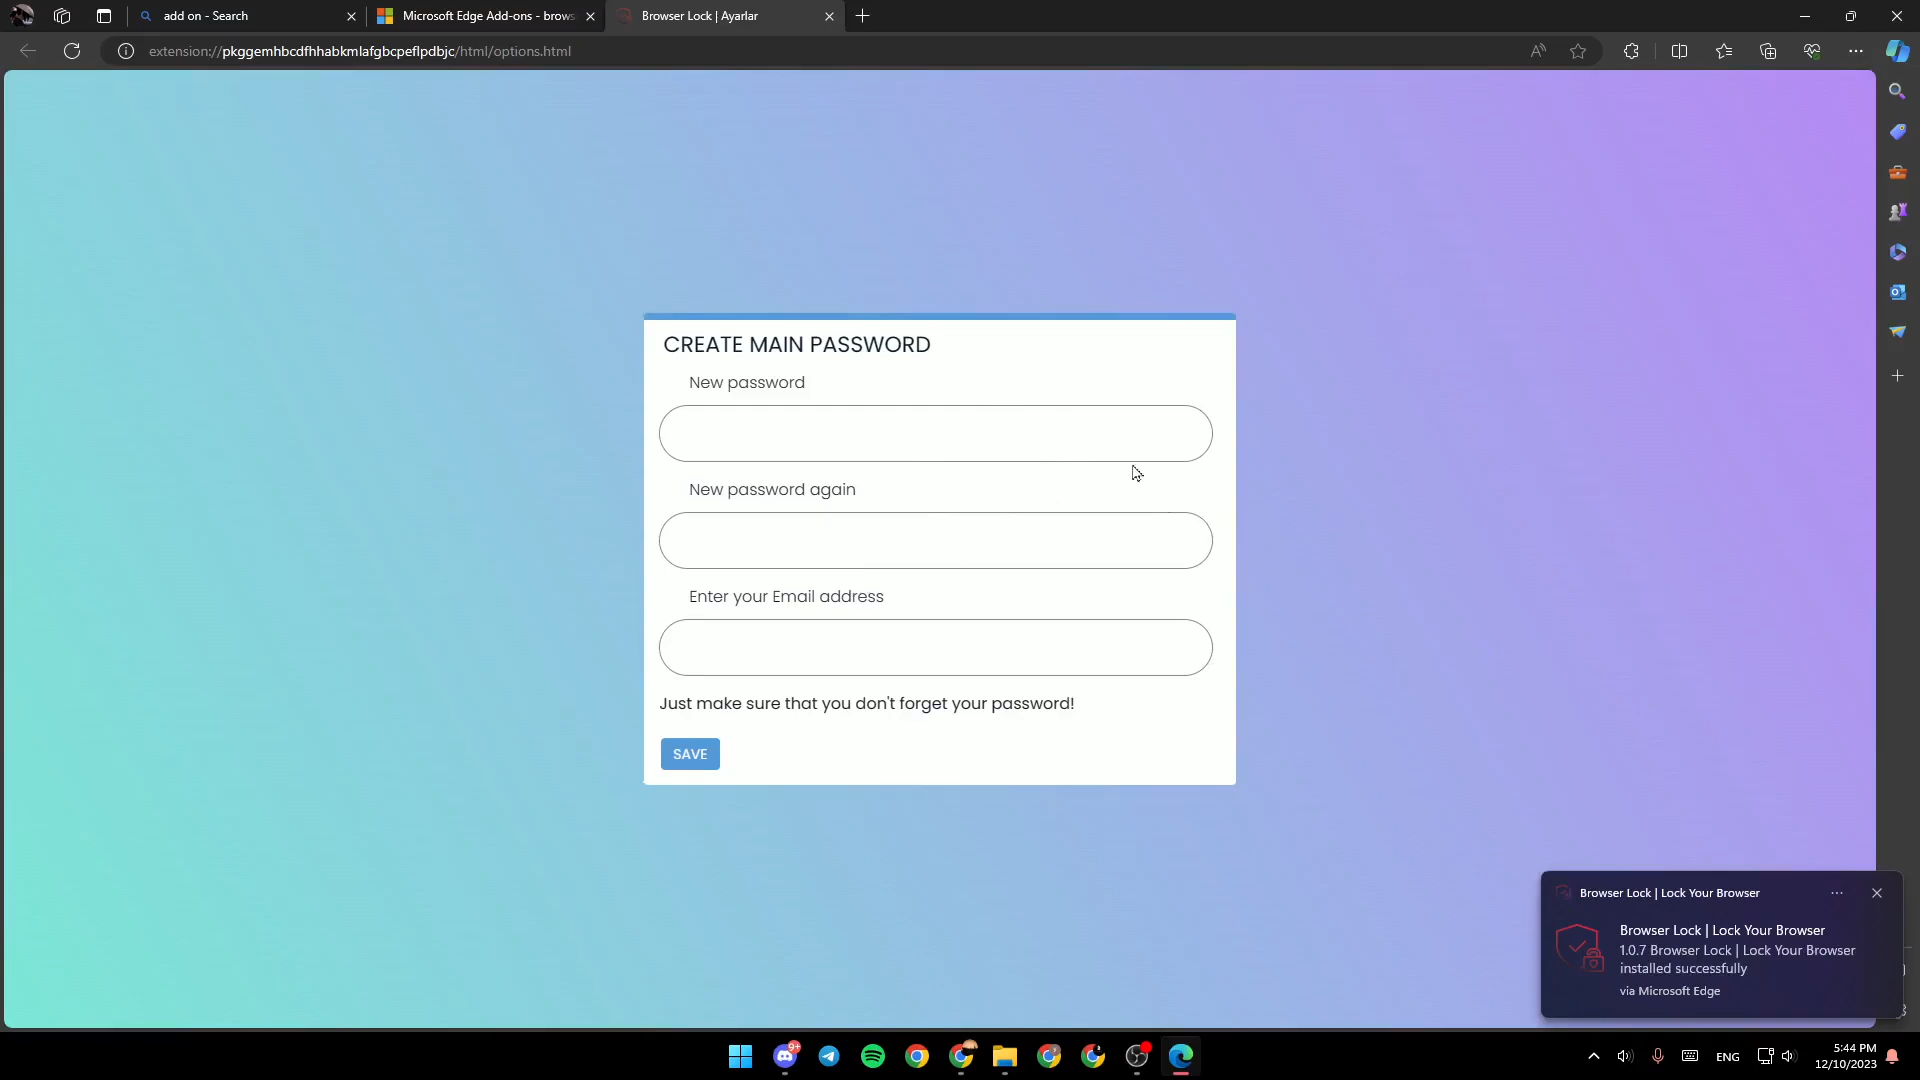 add on - Search
Microsoft Edge Add-ons - brows
Browser Lock | Ayarlar
extension://pkggemhbcdfhhabkmlafgbcpeflpdbjc/html/options.html
CREATE MAIN PASSWORD
New password
New password again
Enter your Email address
Just make sure that you don't forget your password!
SAVE
Browser Lock | Lock Your Browser
Browser Lock | Lock Your Browser
1.0.7 Browser Lock | Lock Your Browser
installed successfully
via Microsoft Edge
9+
ENG
5:44 PM
12/10/2023